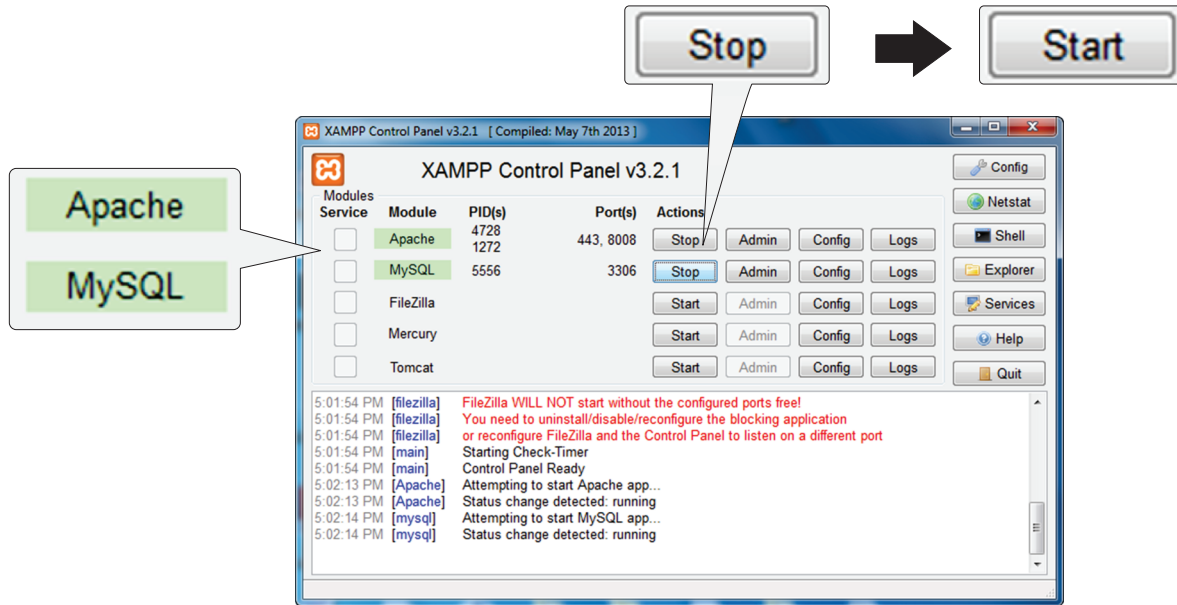 Stop
Start
XAMPP Control Panel v3.2.1 [ Compiled: May 7th 2013 ]
XAMPP Control Panel v3.2.1
Config
Netstat
Shell
Explorer
Services
Help
Quit
Apache
MySQL
Modules
Service Module PID(s) Port(s) Actions
Apache 4728 1272 443, 8008 Stop Admin Config Logs
MySQL 5556 3306 Stop Admin Config Logs
FileZilla Start Admin Config Logs
Mercury Start Admin Config Logs
Tomcat Start Admin Config Logs
5:01:54 PM [filezilla] FileZilla WILL NOT start without the configured ports free!
5:01:54 PM [filezilla] You need to uninstall/disable/reconfigure the blocking application
5:01:54 PM [filezilla] or reconfigure FileZilla and the Control Panel to listen on a different port
5:01:54 PM [main] Starting Check-Timer
5:01:54 PM [main] Control Panel Ready
5:02:13 PM [Apache] Attempting to start Apache app...
5:02:13 PM [Apache] Status change detected: running
5:02:14 PM [mysql] Attempting to start MySQL app...
5:02:14 PM [mysql] Status change detected: running